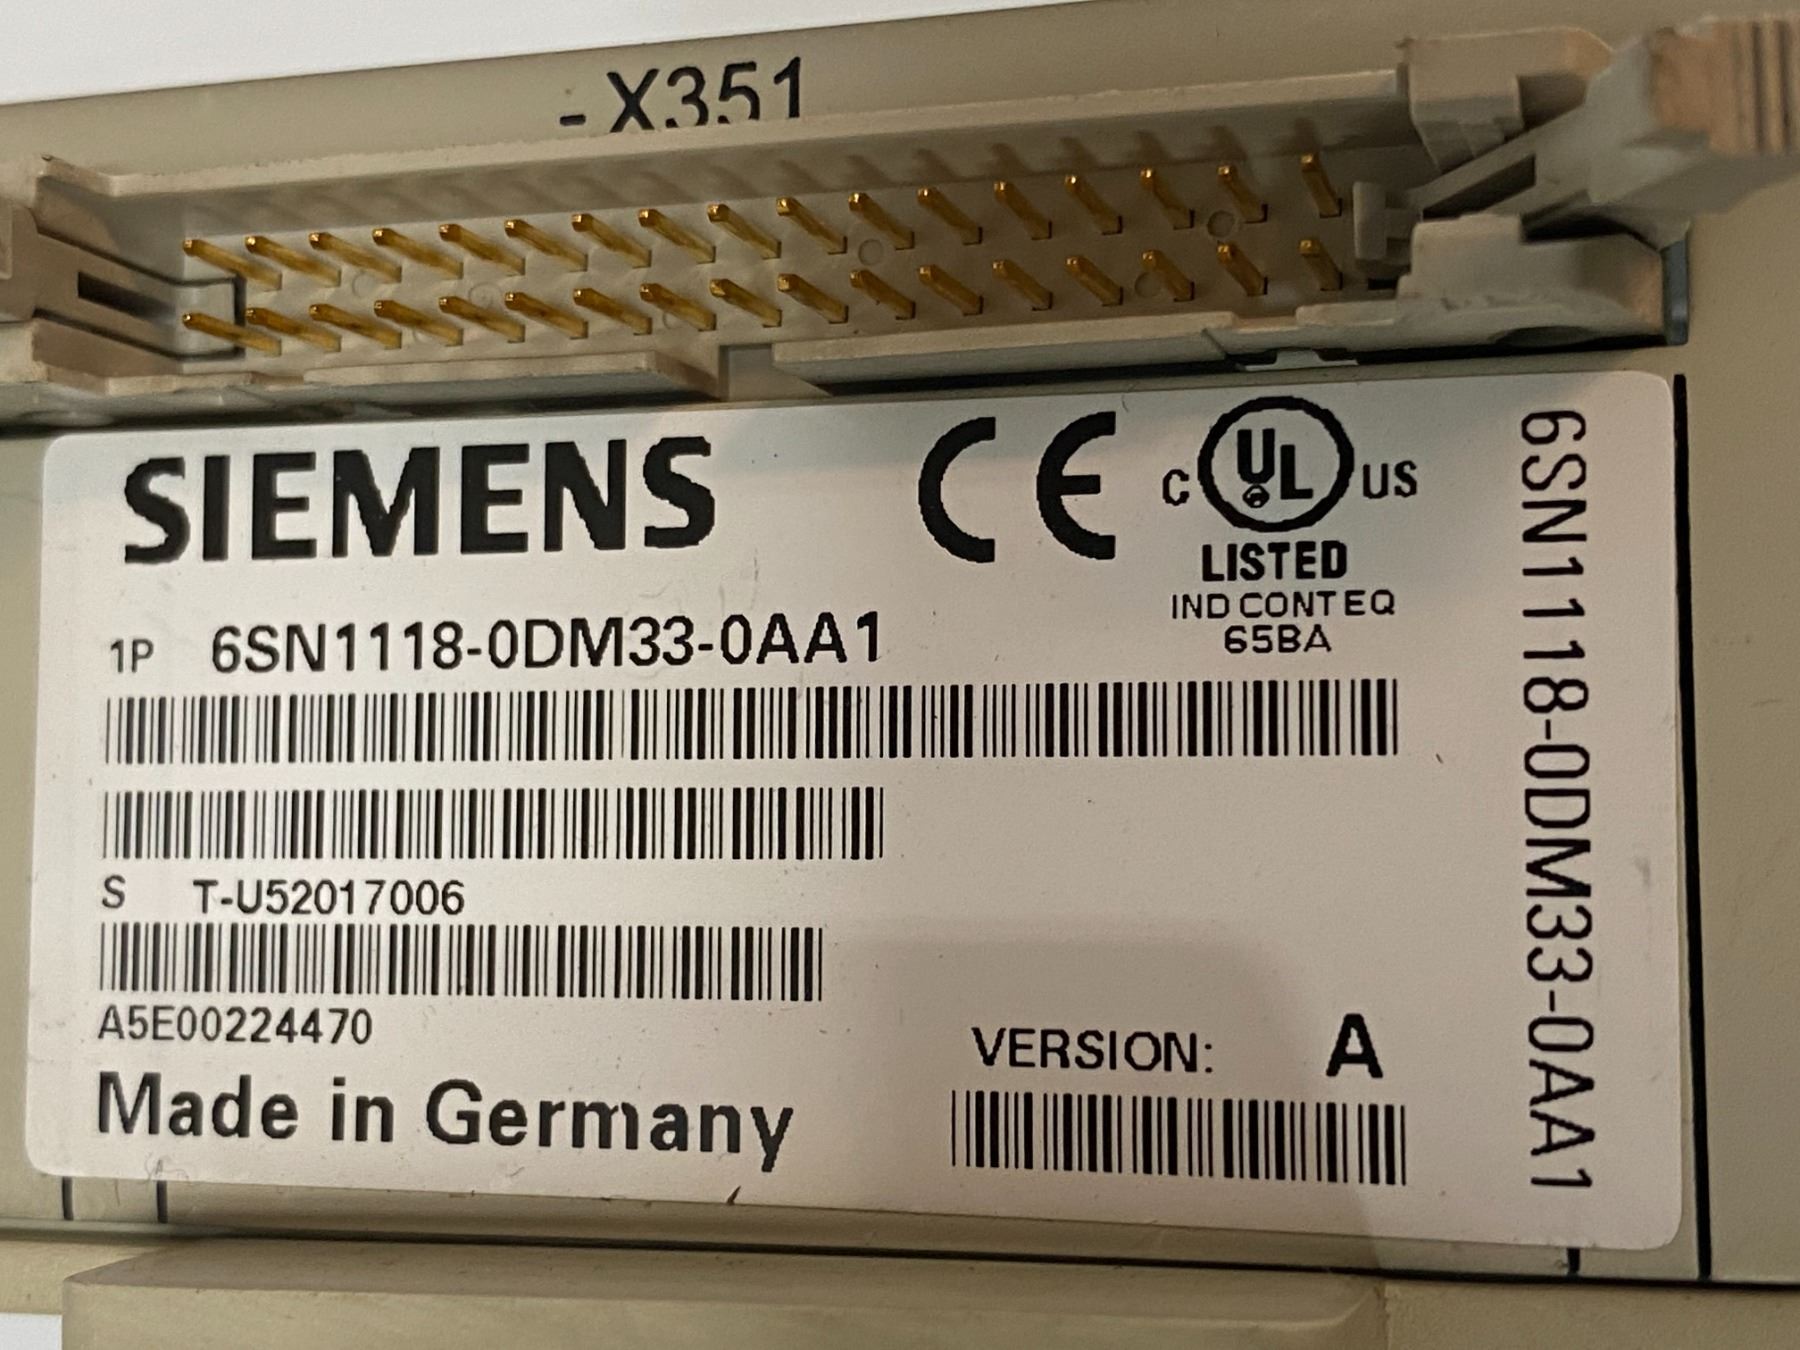 -X351
SIEMENS
CE
C UL US
LISTED
IND CONT EQ
65BA
1P 6SN1118-0DM33-0AA1
S T-U52017006
A5E00224470
VERSION: A
Made in Germany
6SN1118-0DM33-0AA1